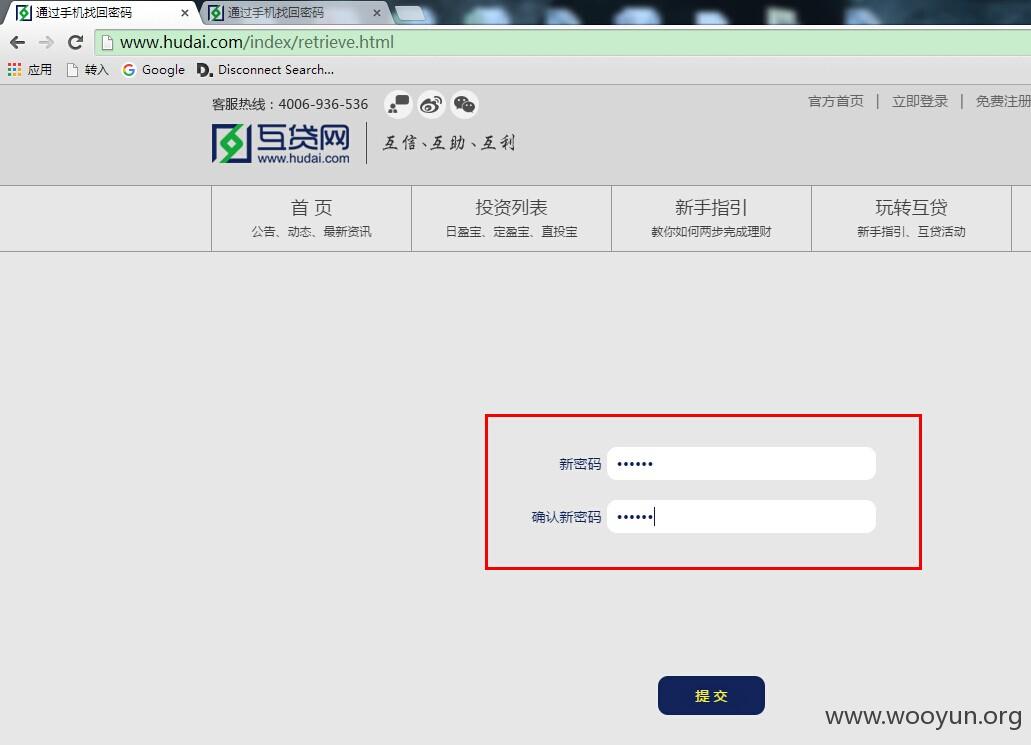 通过手机找回密码
通过手机找回密码
www.hudai.com/index/retrieve.html
应用 转入 Google Disconnect Search...
客服热线：4006-936-536
官方首页 | 立即登录 | 免费注册
互贷网
www.hudai.com
互信、互助、互利
首 页 投资列表 新手指引 玩转互贷
公告、动态、最新资讯 日盈宝、定盈宝、直投宝 教你如何两步完成理财 新手指引、互贷活动
新密码 ••••••
确认新密码 ••••••
提 交
www.wooyun.org